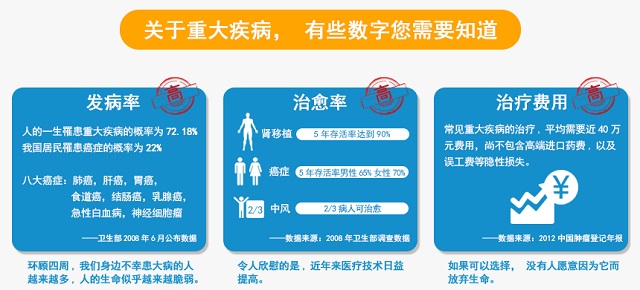 关于重大疾病， 有些数字您需要知道
发病率
高
人的一生罹患重大疾病的概率为 72.18%
我国居民罹患癌症的概率为 22%
八大癌症：肺癌，肝癌，胃癌，
食道癌，结肠癌，乳腺癌，
急性白血病，神经细胞瘤
——卫生部 2008 年 6 月公布数据
环顾四周，我们身边不幸患大病的人
越来越多，人的生命似乎越来越脆弱。
治愈率
高
肾移植 5 年存活率达到 90%
癌症 5 年存活率男性 65% 女性 70%
2/3 中风 2/3 病人可治愈
——数据来源：2008 年卫生部调查数据
令人欣慰的是，近年来医疗技术日益
提高。
治疗费用
高
常见重大疾病的治疗，平均需要近 40 万
元费用，尚不包含高端进口药费，以及
误工费等隐性损失。
¥
——数据来源：2012 中国肿瘤登记年报
如果可以选择， 没有人愿意因为它而
放弃生命。